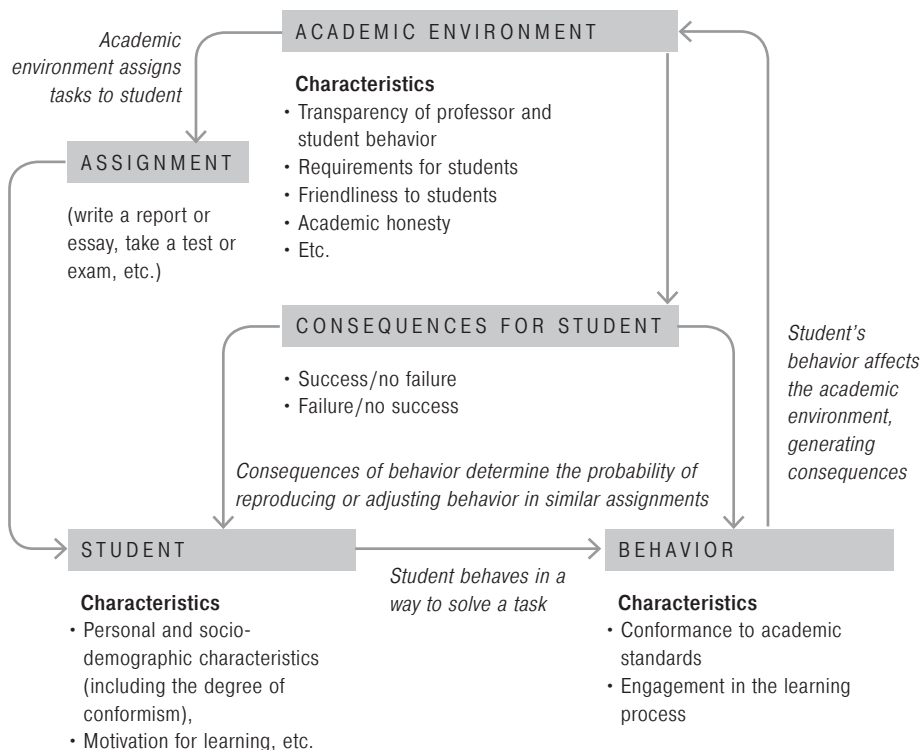 ACADEMIC ENVIRONMENT
Academic
environment assigns
tasks to student
Characteristics
• Transparency of professor and
student behavior
• Requirements for students
• Friendliness to students
• Academic honesty
• Etc.
ASSIGNMENT
(write a report or
essay, take a test or
exam, etc.)
CONSEQUENCES FOR STUDENT
• Success/no failure
• Failure/no success
Student's
behavior affects
the academic
environment,
generating
consequences
Consequences of behavior determine the probability of
reproducing or adjusting behavior in similar assignments
STUDENT
Characteristics
• Personal and socio-
demographic characteristics
(including the degree of
conformism),
• Motivation for learning, etc.
Student behaves in a
way to solve a task
BEHAVIOR
Characteristics
• Conformance to academic
standards
• Engagement in the learning
process